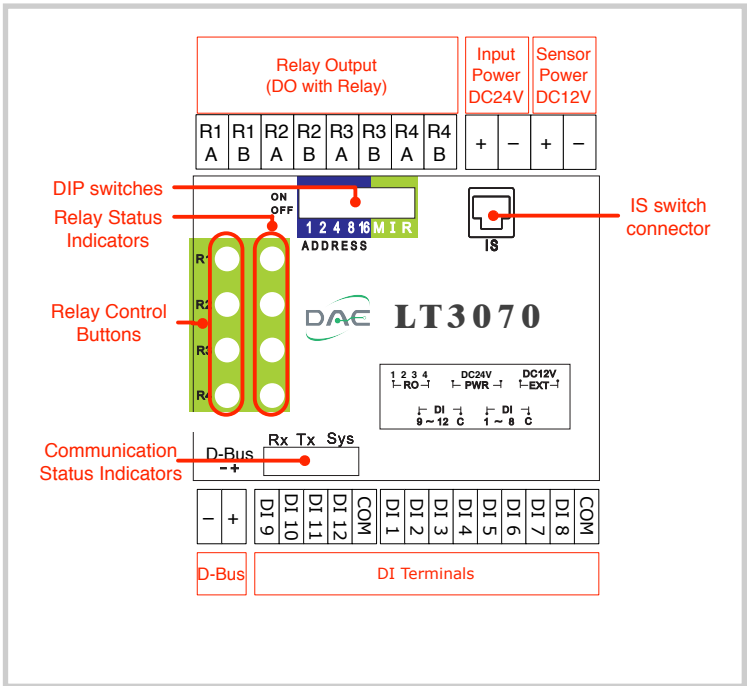 Relay Output
(DO with Relay)
Input
Power
DC24V
Sensor
Power
DC12V
R1 A
R1 B
R2 A
R2 B
R3 A
R3 B
R4 A
R4 B
+ − + −
DIP switches
ON
OFF
1 2 4 8 16 M I R
ADDRESS
Relay Status
Indicators
IS switch
connector
IS
R1
R2
R3
R4
Relay Control
Buttons
DAE LT3070
1 2 3 4 DC24V DC12V
RO PWR EXT
DI DI
9 ~ 12 C 1 ~ 8 C
Communication
Status Indicators
Rx Tx Sys
D-Bus
− +
− +
DI 9
DI 10
DI 11
DI 12
COM
DI 1
DI 2
DI 3
DI 4
DI 5
DI 6
DI 7
DI 8
COM
D-Bus
DI Terminals